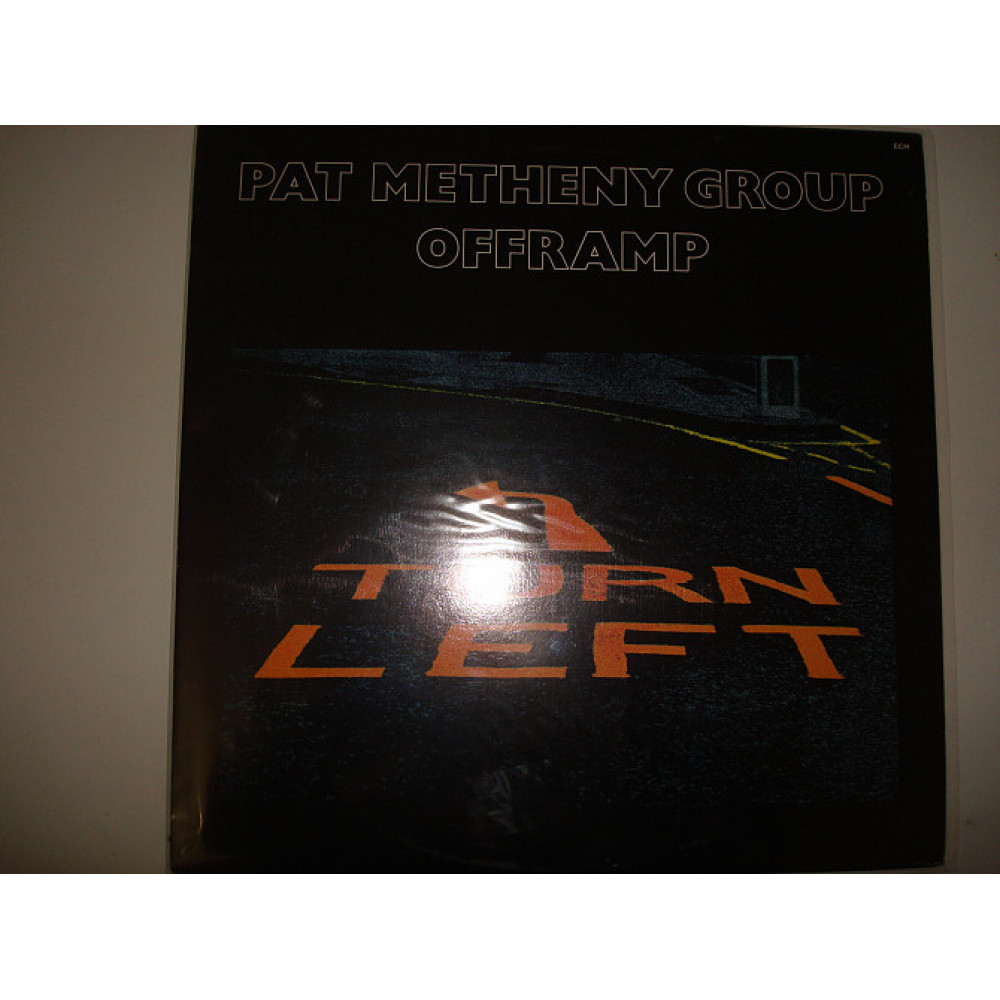 ECM
PAT METHENY GROUP
OFFRAMP
TURN
LEFT